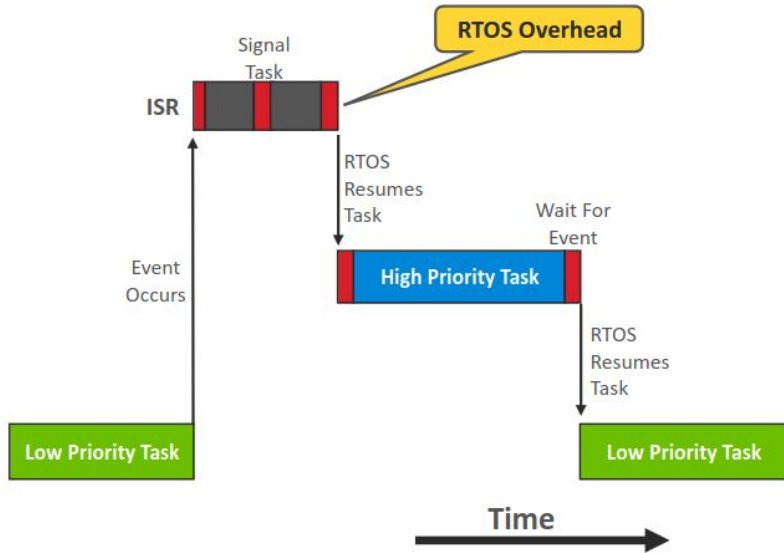 RTOS Overhead
Signal
Task
ISR
RTOS
Resumes
Task
Wait For
Event
Event
Occurs
High Priority Task
RTOS
Resumes
Task
Low Priority Task
Low Priority Task
Time